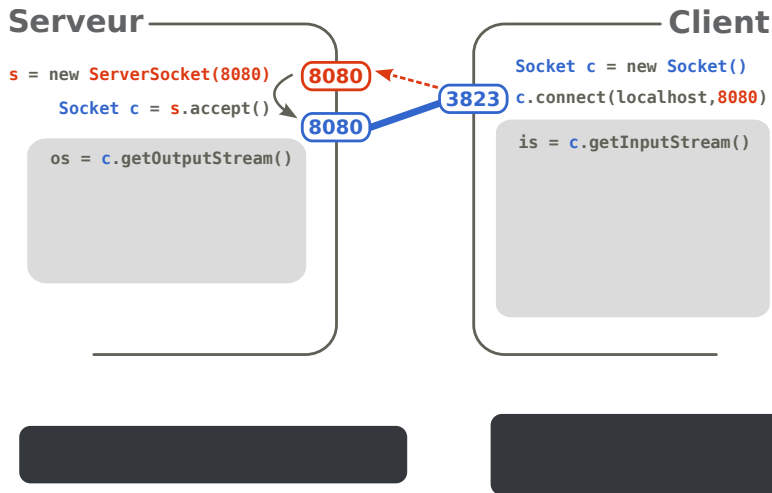 Serveur
Client
s = new ServerSocket(8080)
8080
Socket c = new Socket()
3823
c.connect(localhost,8080)
Socket c = s.accept()
8080
os = c.getOutputStream()
is = c.getInputStream()